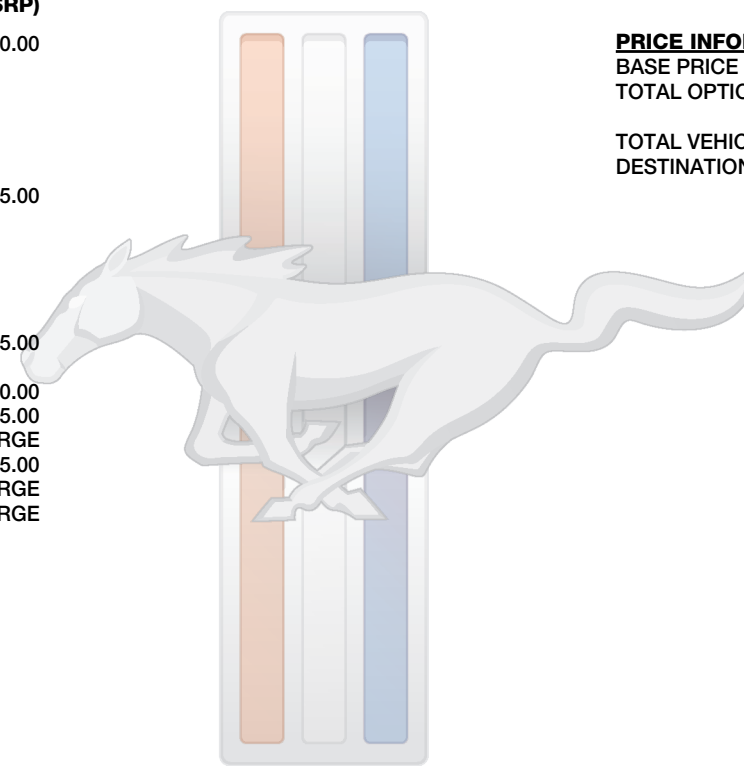 SRP)
0.00
5.00
5.00
0.00
5.00
RGE
5.00
RGE
RGE
PRICE INFO
BASE PRICE
TOTAL OPTIO
TOTAL VEHIC
DESTINATION